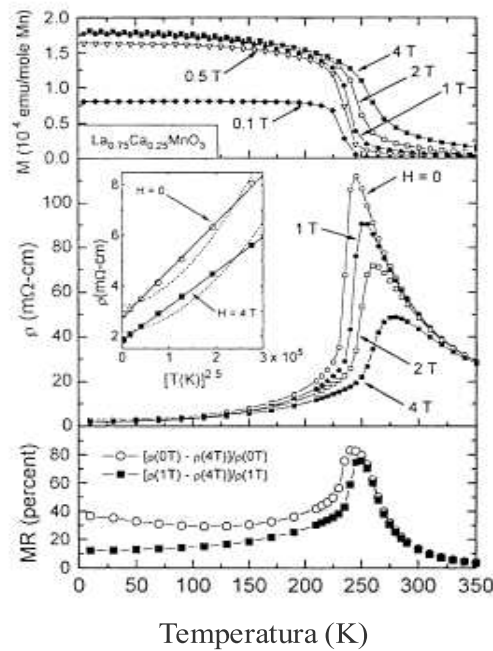 2.0
1.5
1.0
0.5
0.0
M (10⁴ emu/mole Mn)
4 T
2 T
1 T
0.5 T
0.1 T
La₀.₇₅Ca₀.₂₅MnO₃
100
80
60
40
20
0
ρ (mΩ-cm)
H = 0
1 T
2 T
4 T
8
6
4
2
ρ(mΩ-cm)
H = 0
H = 4 T
0 1 2 3 x 10⁵
[T(K)]²·⁵
80
60
40
20
0
MR (percent)
[ρ(0T) - ρ(4T)]/ρ(0T)
[ρ(1T) - ρ(4T)]/ρ(1T)
0 50 100 150 200 250 300 350
Temperatura (K)